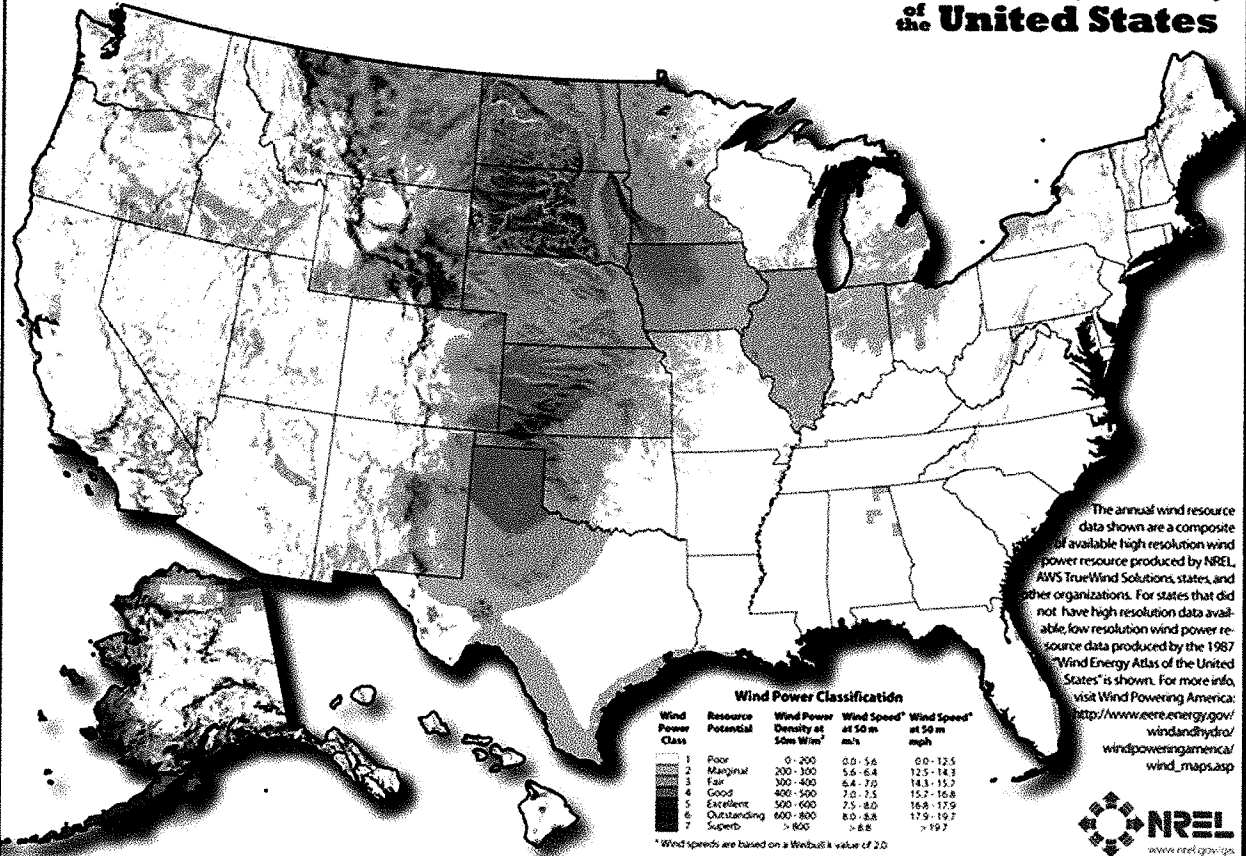 of
the United States
The annual wind resource
data shown are a composite
of available high resolution wind
power resource produced by NREL,
AWS TrueWind Solutions, states, and
other organizations. For states that did
not have high resolution data avail-
able, low resolution wind power re-
source data produced by the 1987
"Wind Energy Atlas of the United
States" is shown. For more info,
visit Wind Powering America:
http://www.eere.energy.gov/
windandhydro/
windpoweringamerica/
wind_maps.asp
Wind Power Classification
Wind Power Class Resource Potential Wind Power Density at 50m W/m² Wind Speed* at 50 m m/s Wind Speed* at 50 m mph
1 Poor 0 - 200 0.0 - 5.6 0.0 - 12.5
2 Marginal 200 - 300 5.6 - 6.4 12.5 - 14.3
3 Fair 300 - 400 6.4 - 7.0 14.3 - 15.7
4 Good 400 - 500 7.0 - 7.5 15.7 - 16.8
5 Excellent 500 - 600 7.5 - 8.0 16.8 - 17.9
6 Outstanding 600 - 800 8.0 - 8.8 17.9 - 19.7
7 Superb > 800 > 8.8 > 19.7
* Wind speeds are based on a Weibull k value of 2.0
NREL
www.nrel.gov/gis